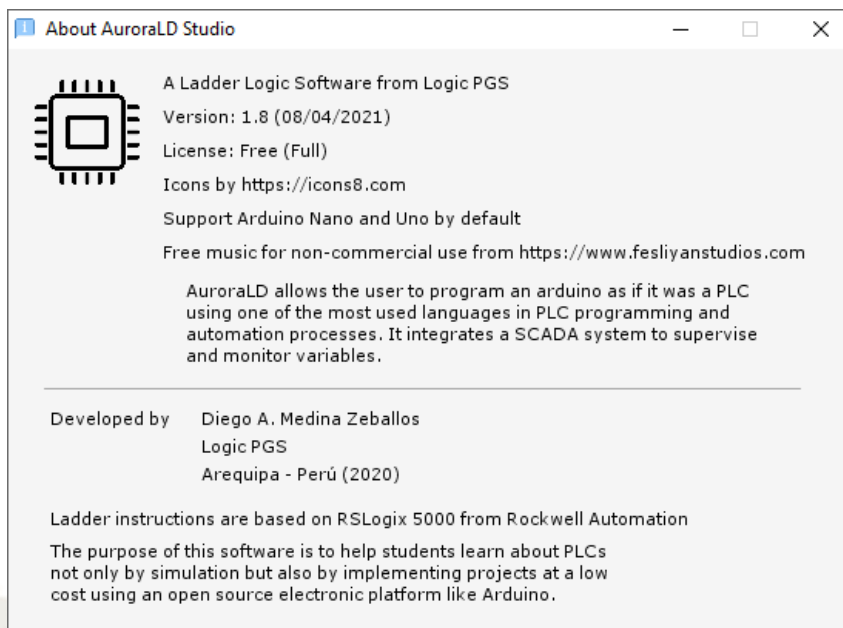 About AuroraLD Studio
A Ladder Logic Software from Logic PGS
Version: 1.8 (08/04/2021)
License: Free (Full)
Icons by https://icons8.com
Support Arduino Nano and Uno by default
Free music for non-commercial use from https://www.fesliyanstudios.com
AuroraLD allows the user to program an arduino as if it was a PLC
using one of the most used languages in PLC programming and
automation processes. It integrates a SCADA system to supervise
and monitor variables.
Developed by Diego A. Medina Zeballos
Logic PGS
Arequipa - Perú (2020)
Ladder instructions are based on RSLogix 5000 from Rockwell Automation
The purpose of this software is to help students learn about PLCs
not only by simulation but also by implementing projects at a low
cost using an open source electronic platform like Arduino.